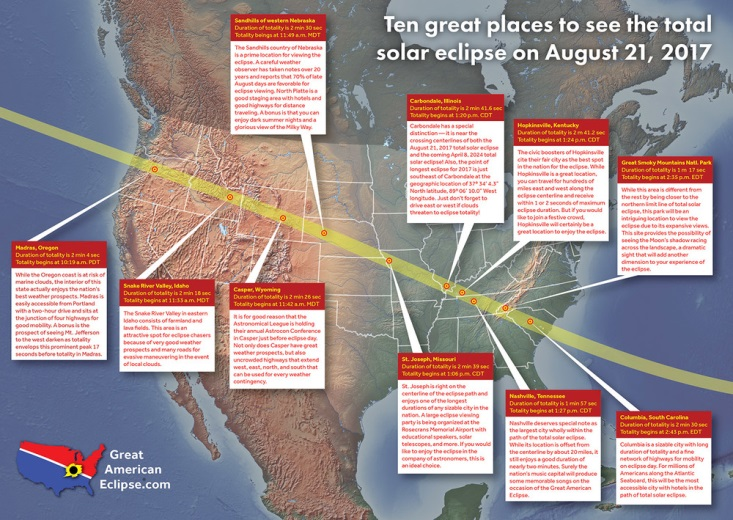 Ten great places to see the total
solar eclipse on August 21, 2017
Sandhills of western Nebraska
Duration of totality is 2 min 30 sec
Totality beings at 11:49 a.m. MDT
The Sandhills country of Nebraska
is a prime location for viewing the
eclipse. A careful weather
observer has taken notes over 20
years and reports that 70% of late
August days are favorable for
eclipse viewing. North Platte is a
good staging area with hotels and
good highways for distance
traveling. A bonus is that you can
enjoy dark summer nights and a
glorious view of the Milky Way.
Carbondale, Illinois
Duration of totality is 2 min 41.6 sec
Totality begins at 1:20 p.m. CDT
Carbondale has a special
distinction — it is near the
crossing centerlines of both the
August 21, 2017 total solar eclipse
and the coming April 8, 2024 total
solar eclipse! Also, the point of
longest eclipse for 2017 is just
southeast of Carbondale at the
geographic location of 37° 34' 4.3"
North latitude, 89° 06' 10.0" West
longitude. Just don't forget to
drive east or west if clouds
threaten to eclipse totality!
Hopkinsville, Kentucky
Duration of totality is 2 m 41.2 sec
Totality begins at 1:24 p.m. CDT
The civic boosters of Hopkinsville
cite their fair city as the best spot
in the nation for the eclipse. While
Hopkinsville is a great location,
you can travel for hundreds of
miles east and west along the
eclipse centerline and receive
within 1 or 2 seconds of maximum
eclipse duration. But if you would
like to join a festive crowd,
Hopkinsville will certainly be a
great location to enjoy the eclipse.
Great Smoky Mountains Natl. Park
Duration of totality is 1 m 17 sec
Totality begins at 2:35 p.m. EDT
While this area is different from
the rest by being closer to the
northern limit line of total solar
eclipse, this park will be an
intriguing location to view the
eclipse due to its expansive views.
This site provides the possibility of
seeing the Moon's shadow racing
across the landscape, a dramatic
sight that will add another
dimension to your experience of
the eclipse.
Madras, Oregon
Duration of totality is 2 min 4 sec
Totality begins at 10:19 a.m. PDT
While the Oregon coast is at risk of
marine clouds, the interior of this
state actually enjoys the nation's
best weather prospects. Madras is
easily accessible from Portland
with a two-hour drive and sits at
the junction of four highways for
good mobility. A bonus is the
prospect of seeing Mt. Jefferson
to the west darken as totality
envelops this prominent peak 17
seconds before totality in Madras.
Snake River Valley, Idaho
Duration of totality is 2 min 18 sec
Totality begins at 11:33 a.m. MDT
The Snake River Valley in eastern
Idaho consists of farmland and
lava fields. This area is an
attractive spot for eclipse chasers
because of very good weather
prospects and many roads for
evasive maneuvering in the event
of local clouds.
Casper, Wyoming
Duration of totality is 2 min 26 sec
Totality begins at 11:42 a.m. MDT
It is for good reason that the
Astronomical League is holding
their annual Astrocon Conference
in Casper just before eclipse day.
Not only does Casper have great
weather prospects, but also
uncrowded highways that extend
west, east, north, and south that
can be used for every weather
contingency.
St. Joseph, Missouri
Duration of totality is 2 min 39 sec
Totality begins at 1:06 p.m. CDT
St. Joseph is right on the
centerline of the eclipse path and
enjoys one of the longest
durations of any sizable city in the
nation. A large eclipse viewing
party is being organized at the
Rosecrans Memorial Airport with
educational speakers, solar
telescopes, and more. If you would
like to enjoy the eclipse in the
company of astronomers, this is
an ideal choice.
Nashville, Tennessee
Duration of totality is 1 min 57 sec
Totality begins at 1:27 p.m. CDT
Nashville deserves special note as
the largest city wholly within the
path of the total solar eclipse.
While its location is offset from
the centerline by about 20 miles, it
still enjoys a good duration of
nearly two minutes. Surely the
nation's music capital will produce
some memorable songs on the
occasion of the Great American
Eclipse.
Columbia, South Carolina
Duration of totality is 2 min 30 sec
Totality begins at 2:43 p.m. EDT
Columbia is a sizable city with long
duration of totality and a fine
network of highways for mobility
on eclipse day. For millions of
Americans along the Atlantic
Seaboard, this will be the most
accessible city with hotels in the
path of total solar eclipse.
Great
American
Eclipse.com